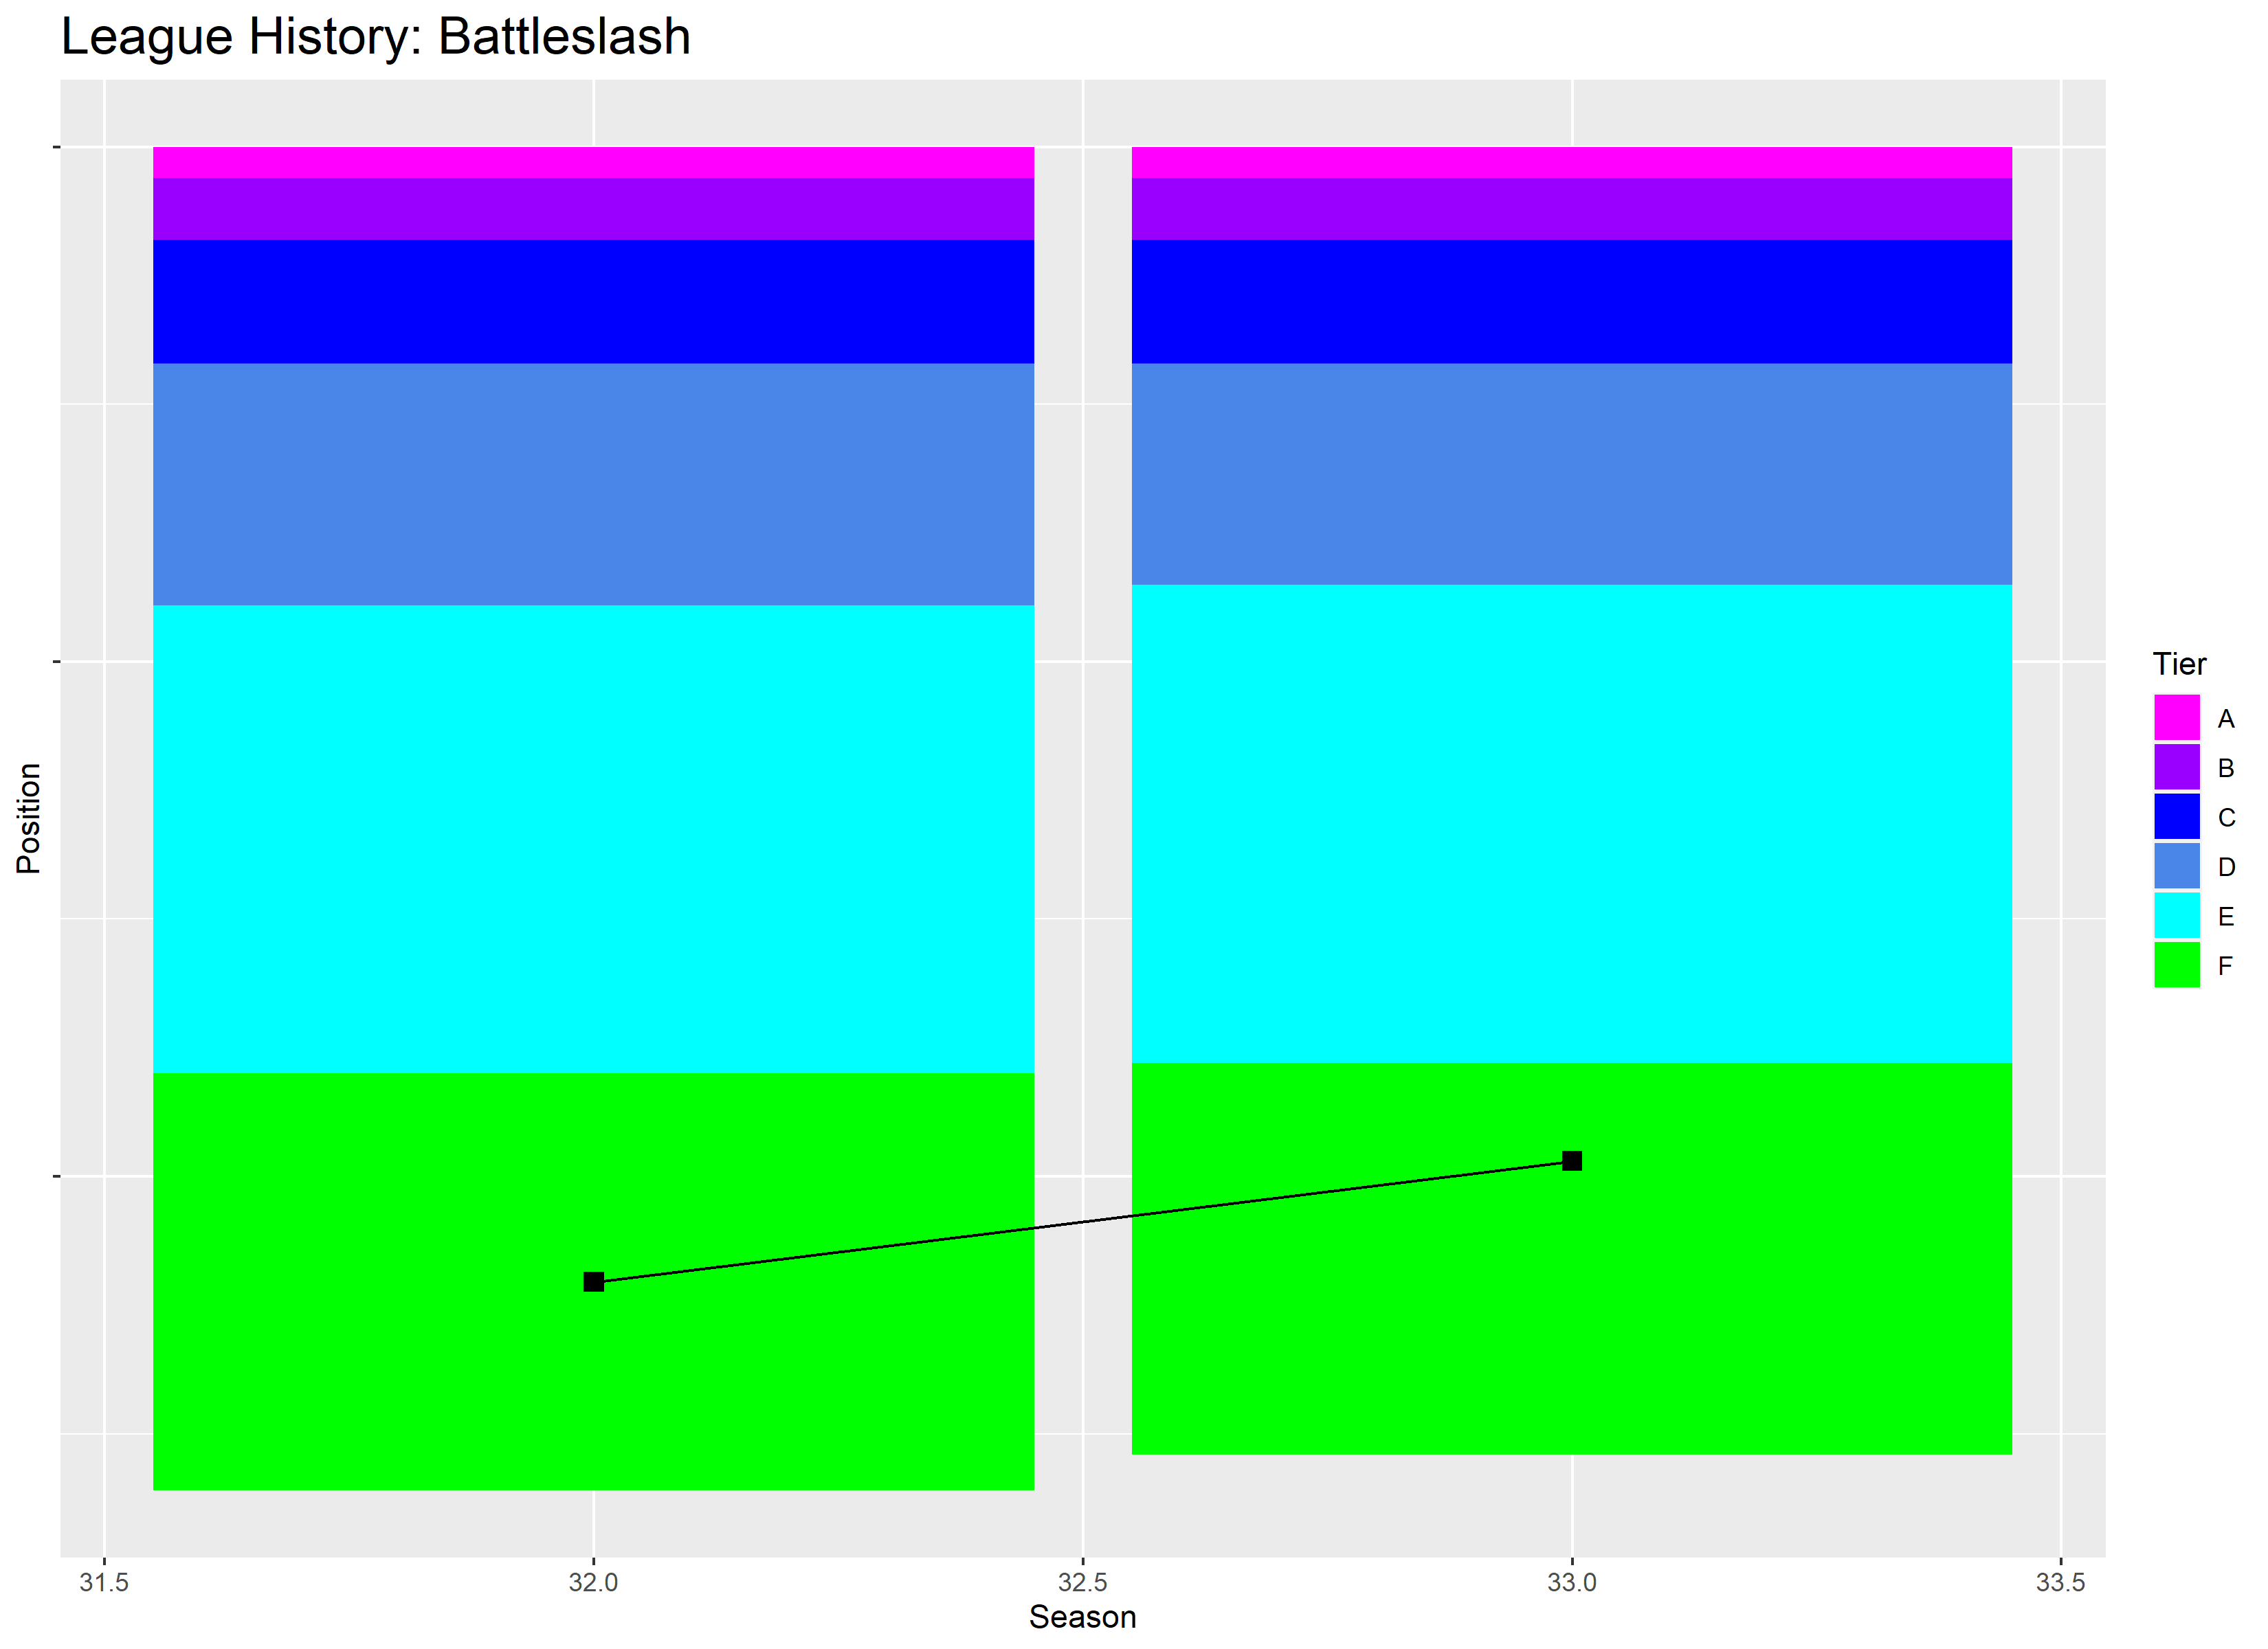 League History: Battleslash
Position
31.5 32.0 32.5 33.0 33.5
Season
Tier
A
B
C
D
E
F